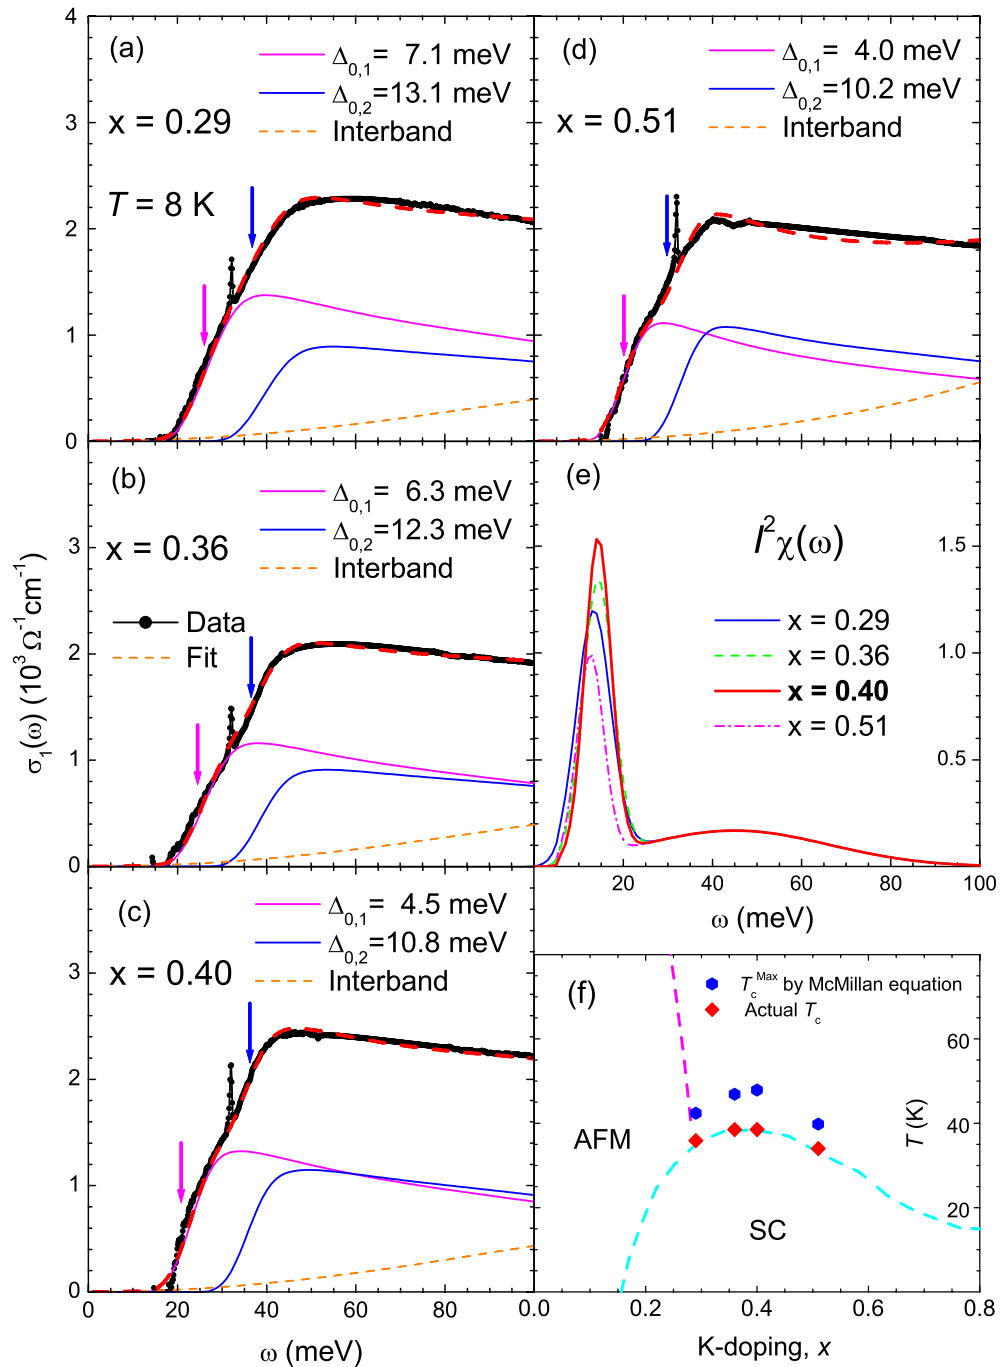 (a)
Δ0,1= 7.1 meV
Δ0,2=13.1 meV
Interband
x = 0.29
T = 8 K
4
3
2
1
0
(d)
Δ0,1= 4.0 meV
Δ0,2=10.2 meV
Interband
x = 0.51
(b)
Δ0,1= 6.3 meV
Δ0,2=12.3 meV
Interband
x = 0.36
Data
Fit
3
2
1
0
σ1(ω) (10^3 Ω^-1cm^-1)
(e)
I^2χ(ω)
x = 0.29
x = 0.36
x = 0.40
x = 0.51
1.5
1.0
0.5
20 40 60 80 100
ω (meV)
(c)
Δ0,1= 4.5 meV
Δ0,2=10.8 meV
Interband
x = 0.40
3
2
1
0
0 20 40 60 80
ω (meV)
(f)
Tc^Max by McMillan equation
Actual Tc
AFM
SC
60
40
20
T (K)
0.0 0.2 0.4 0.6 0.8
K-doping, x